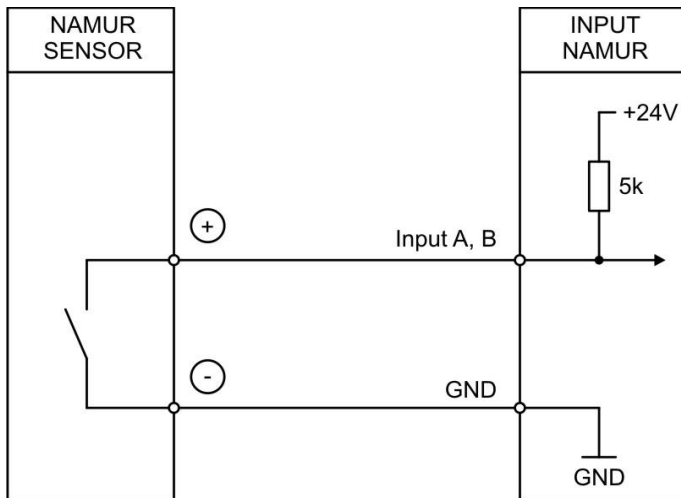 NAMUR
SENSOR
INPUT
NAMUR
+24V
5k
+
Input A, B
-
GND
GND